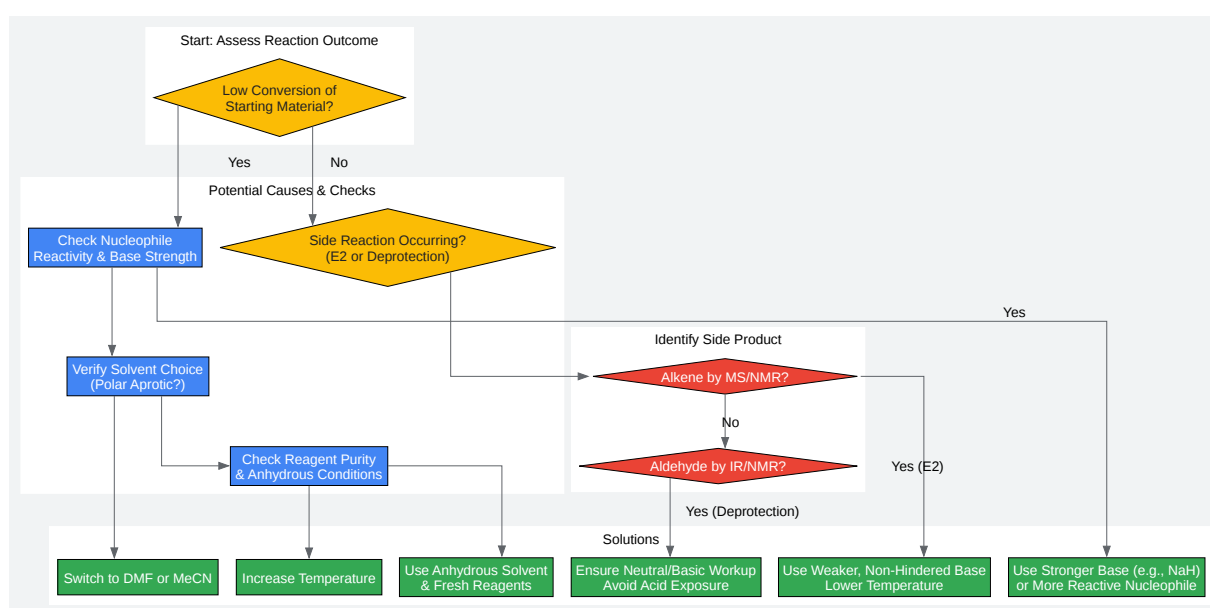 Start: Assess Reaction Outcome
Low Conversion of
Starting Material?
Yes
No
Potential Causes & Checks
Check Nucleophile
Reactivity & Base Strength
Side Reaction Occurring?
(E2 or Deprotection)
Yes
Identify Side Product
Verify Solvent Choice
(Polar Aprotic?)
Alkene by MS/NMR?
No
Check Reagent Purity
& Anhydrous Conditions
Aldehyde by IR/NMR?
Yes (E2)
Yes (Deprotection)
Solutions
Switch to DMF or MeCN
Increase Temperature
Use Anhydrous Solvent
& Fresh Reagents
Ensure Neutral/Basic Workup
Avoid Acid Exposure
Use Weaker, Non-Hindered Base
Lower Temperature
Use Stronger Base (e.g., NaH)
or More Reactive Nucleophile